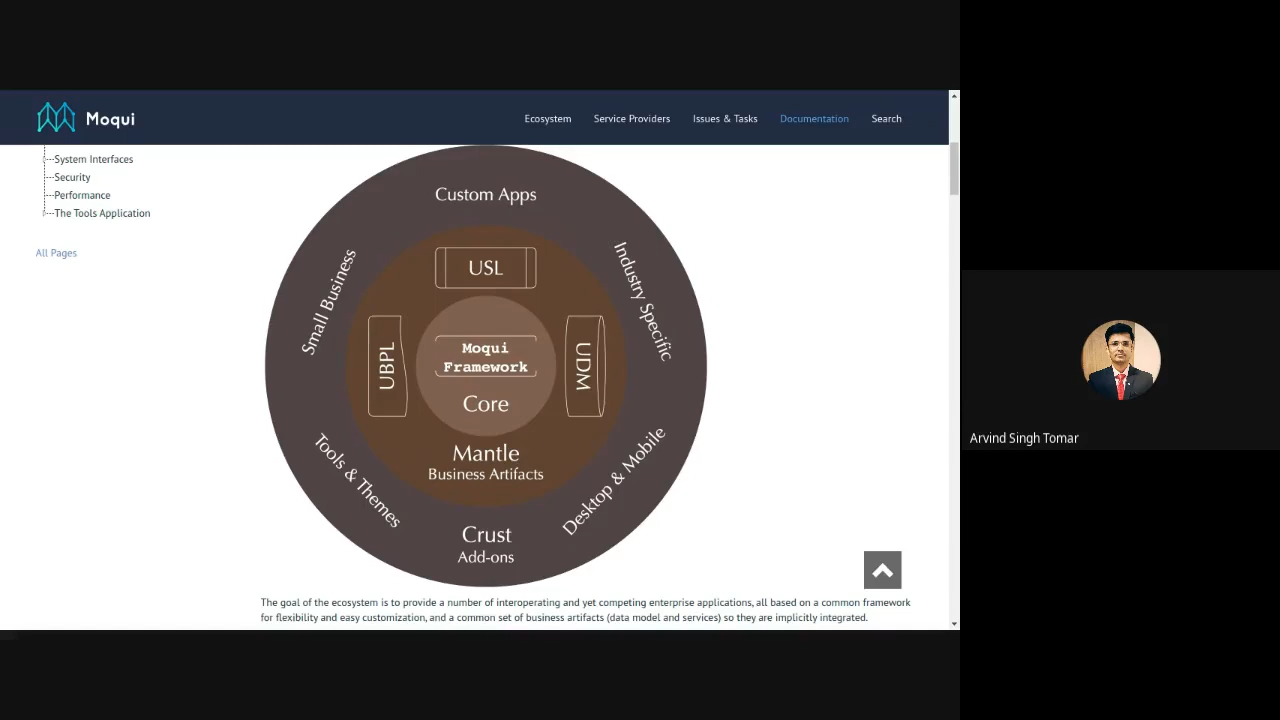 Moqui
Ecosystem
Service Providers
Issues & Tasks
Documentation
Search
System Interfaces
Security
Performance
The Tools Application
All Pages
Custom Apps
Small Business
Industry Specific
USL
UBPL
Moqui
Framework
UDM
Core
Mantle
Business Artifacts
Tools & Themes
Desktop & Mobile
Crust
Add-ons
The goal of the ecosystem is to provide a number of interoperating and yet competing enterprise applications, all based on a common framework
for flexibility and easy customization, and a common set of business artifacts (data model and services) so they are implicitly integrated.
Arvind Singh Tomar